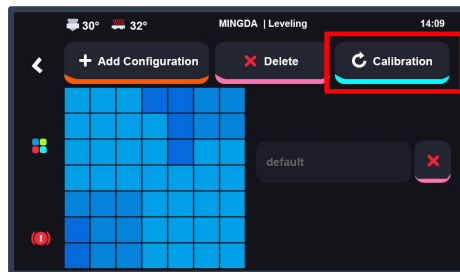 30° 32° MINGDA | Leveling 14:09
Add Configuration Delete Calibration
default